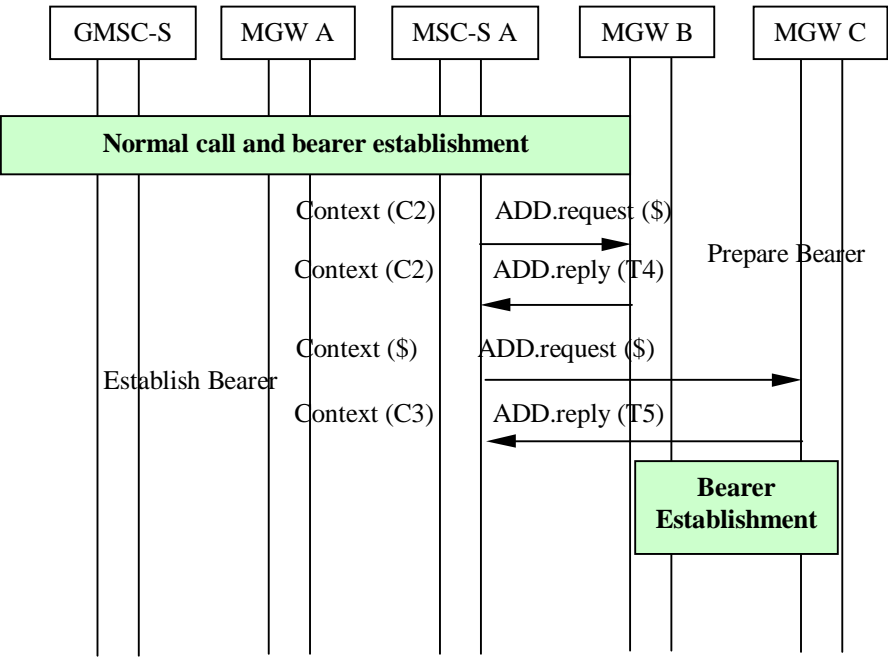 GMSC-S
MGW A
MSC-S A
MGW B
MGW C
Normal call and bearer establishment
Context (C2)
ADD.request ($)
Prepare Bearer
Context (C2)
ADD.reply (T4)
Context ($)
ADD.request ($)
Establish Bearer
Context (C3)
ADD.reply (T5)
Bearer
Establishment